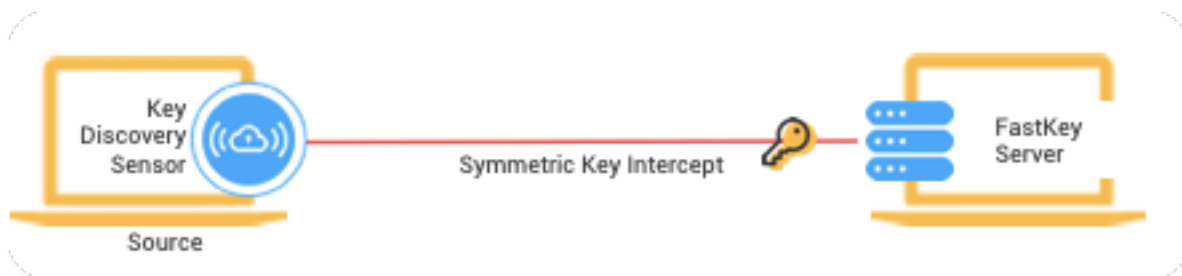 Key
Discovery
Sensor
Source
Symmetric Key Intercept
FastKey
Server